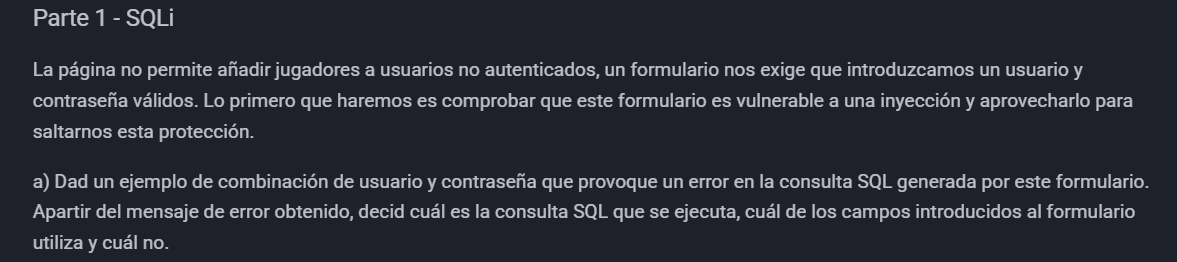 Parte 1 - SQLi
La página no permite añadir jugadores a usuarios no autenticados, un formulario nos exige que introduzcamos un usuario y
contraseña válidos. Lo primero que haremos es comprobar que este formulario es vulnerable a una inyección y aprovecharlo para
saltarnos esta protección.
a) Dad un ejemplo de combinación de usuario y contraseña que provoque un error en la consulta SQL generada por este formulario.
Apartir del mensaje de error obtenido, decid cuál es la consulta SQL que se ejecuta, cuál de los campos introducidos al formulario
utiliza y cuál no.